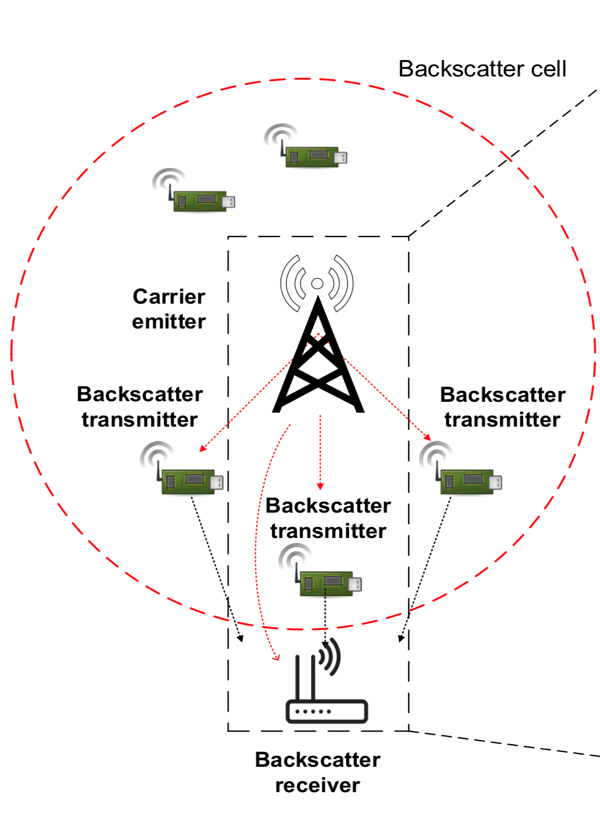 Backscatter cell
Carrier
emitter
Backscatter
transmitter
Backscatter
transmitter
Backscatter
transmitter
Backscatter
receiver